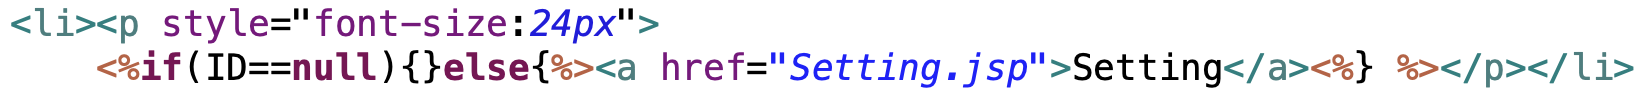 <li><p style="font-size:24px">
<%if(ID==null){}else{%><a href="Setting.jsp">Setting</a><%} %></p></li>